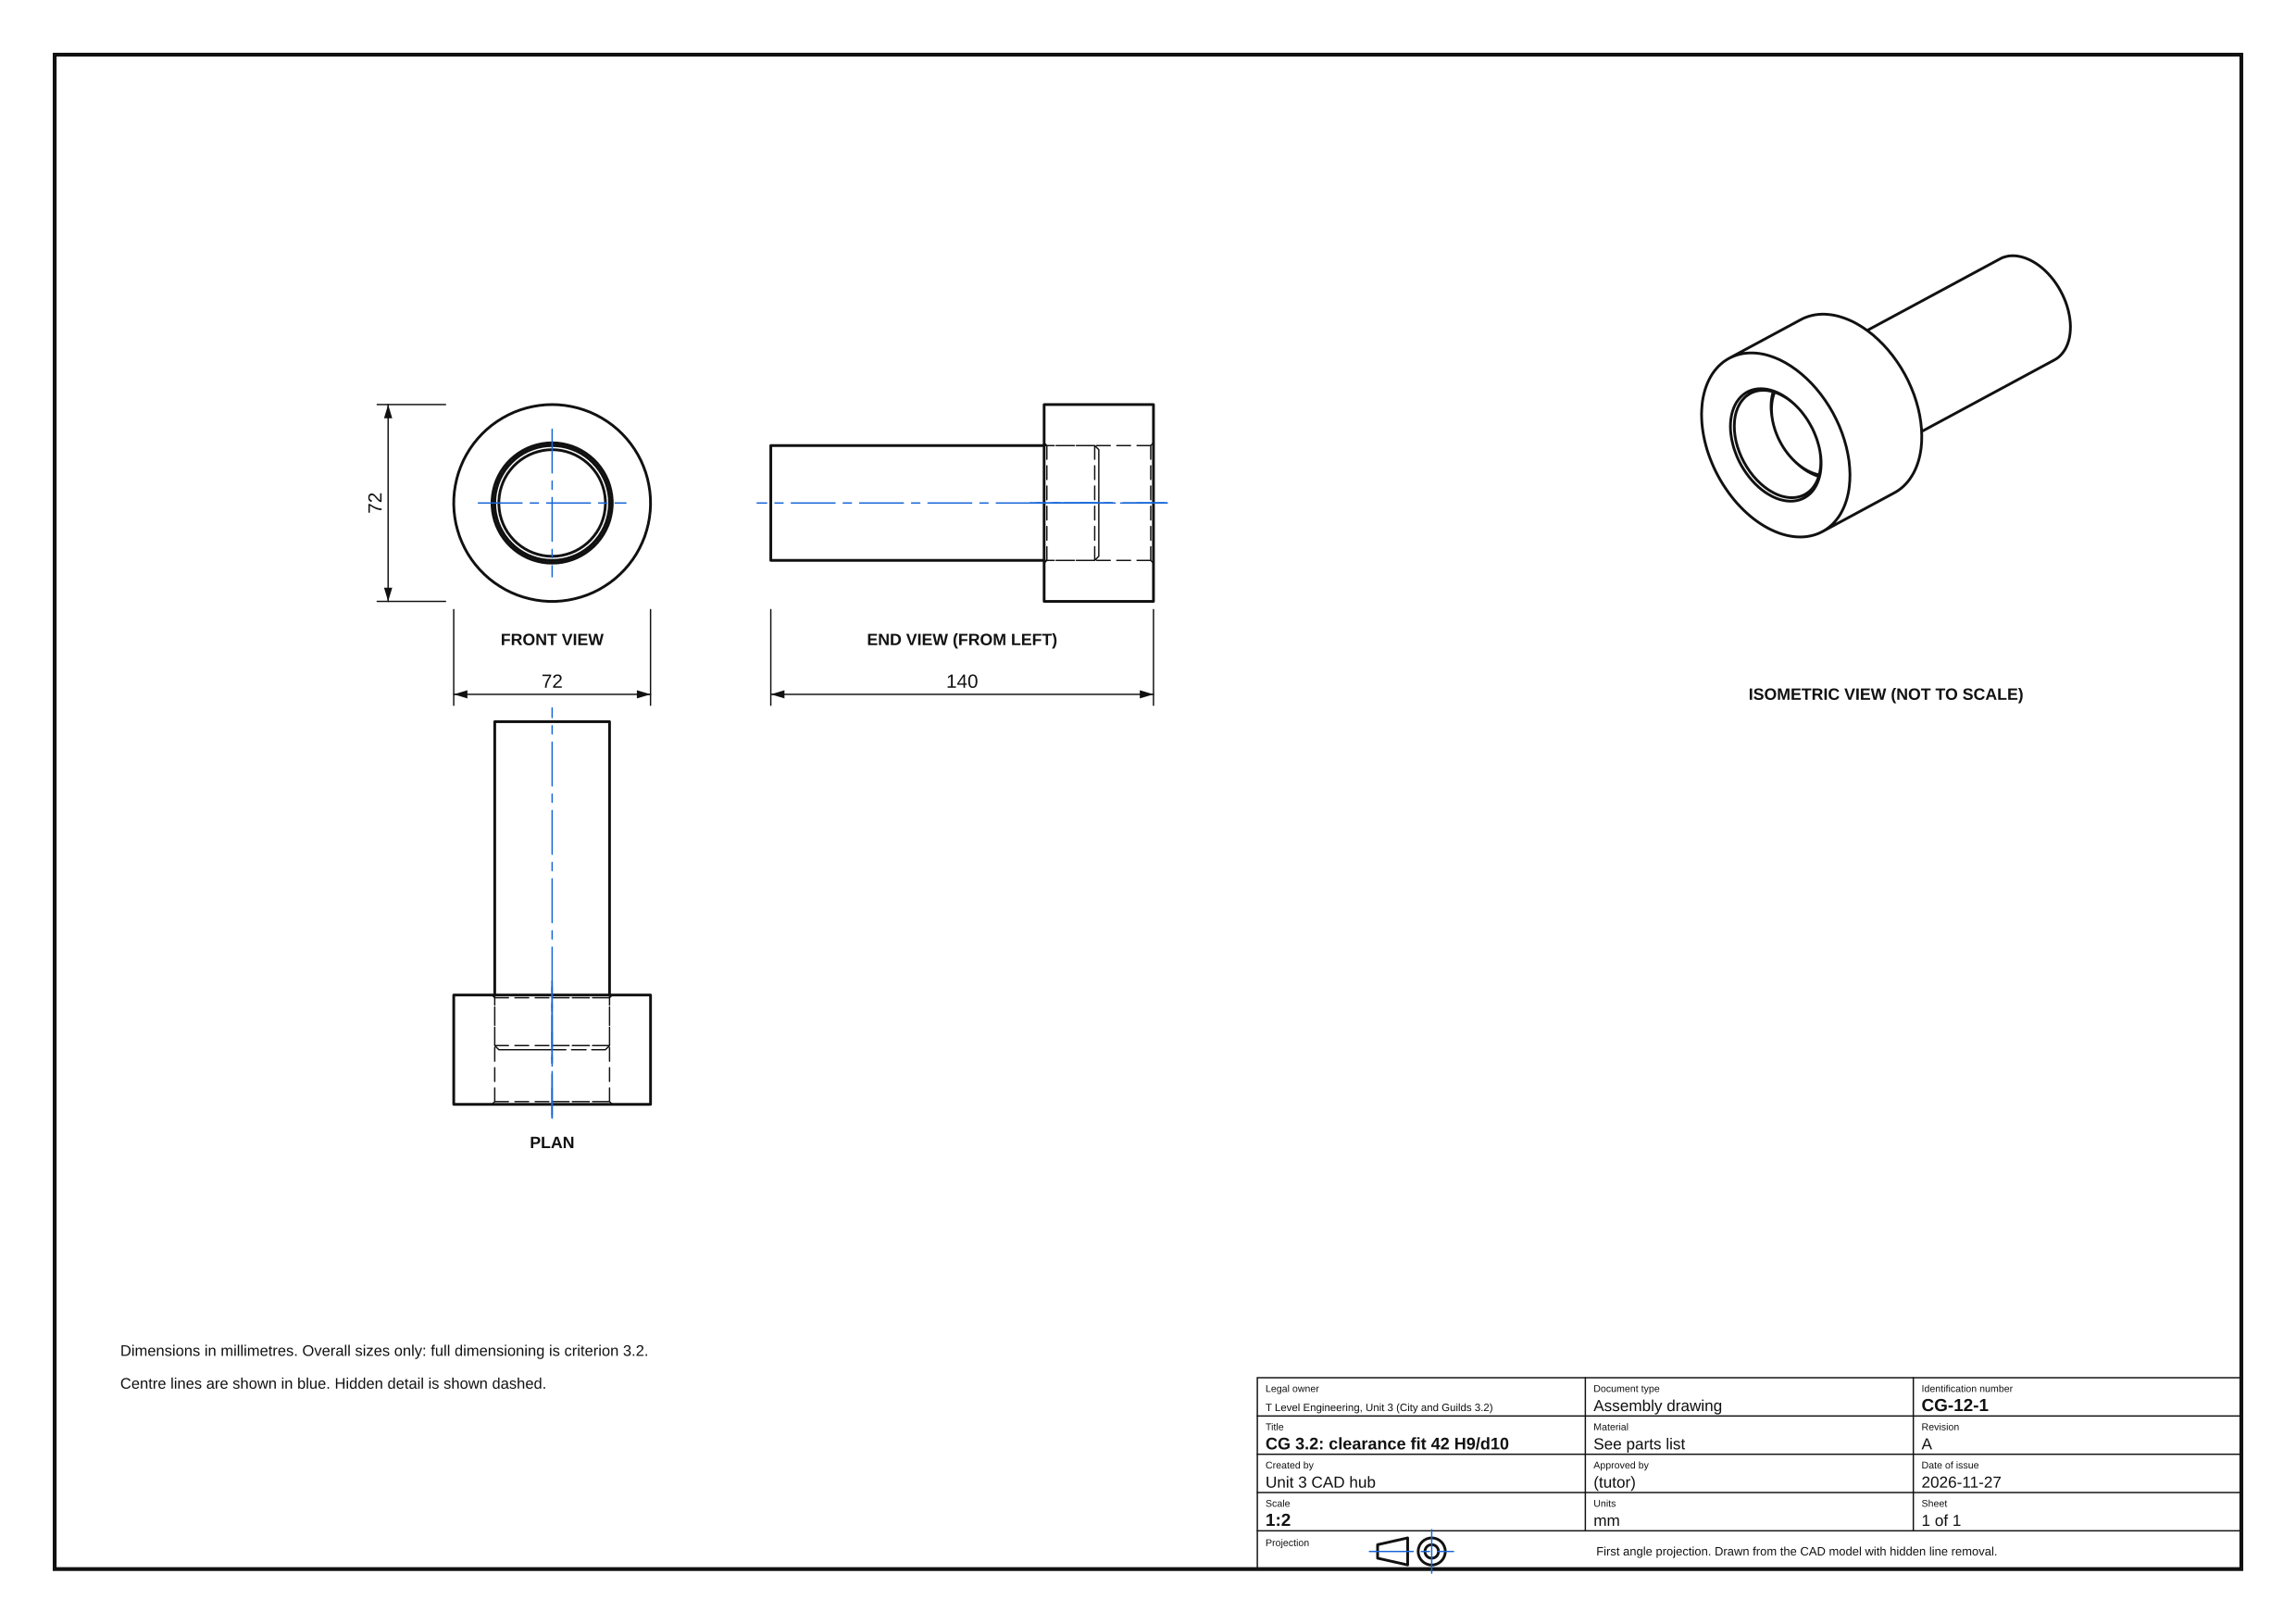 72
FRONT VIEW
END VIEW (FROM LEFT)
72
140
ISOMETRIC VIEW (NOT TO SCALE)
PLAN
Dimensions in millimetres. Overall sizes only: full dimensioning is criterion 3.2.
Centre lines are shown in blue. Hidden detail is shown dashed.
Legal owner
T Level Engineering, Unit 3 (City and Guilds 3.2)
Document type
Assembly drawing
Identification number
CG-12-1
Title
CG 3.2: clearance fit 42 H9/d10
Material
See parts list
Revision
A
Created by
Unit 3 CAD hub
Approved by
(tutor)
Date of issue
2026-11-27
Scale
1:2
Units
mm
Sheet
1 of 1
Projection
First angle projection. Drawn from the CAD model with hidden line removal.